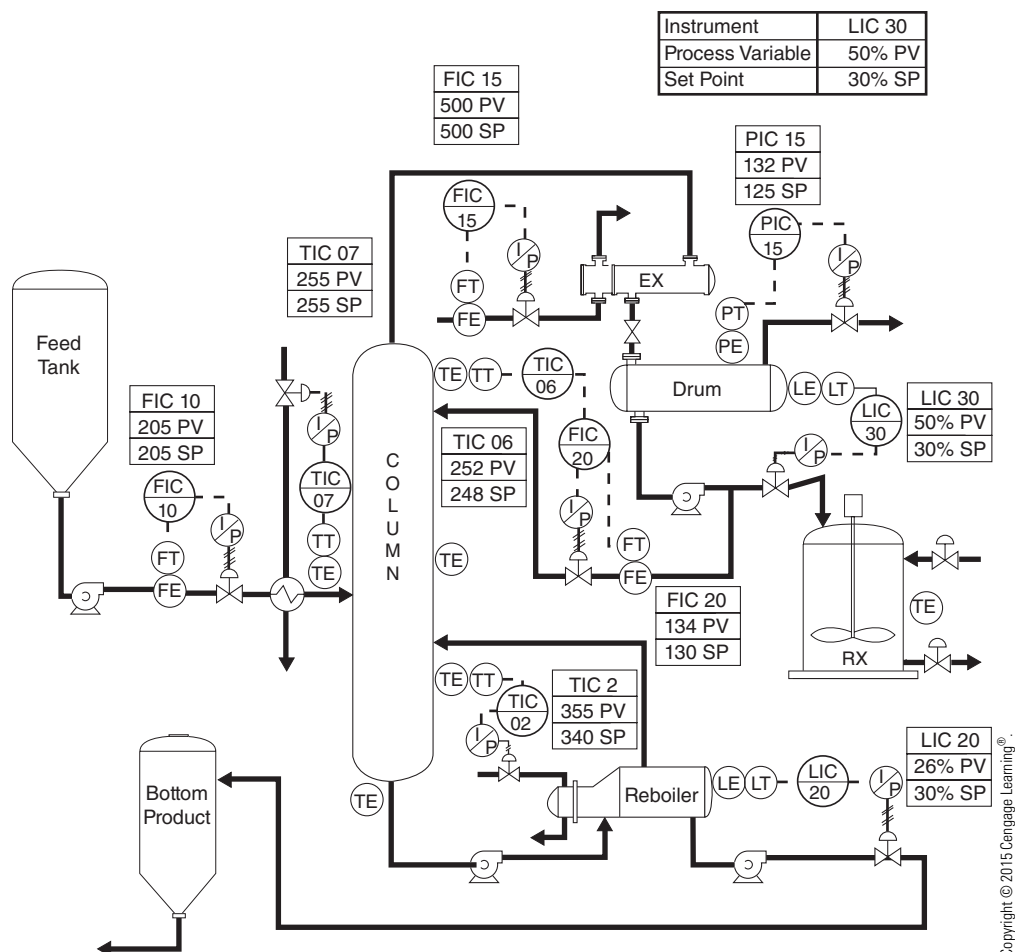 Instrument LIC 30
Process Variable 50% PV
Set Point 30% SP
FIC 15
500 PV
500 SP
PIC 15
132 PV
125 SP
FIC
15
I/P
PIC
15
I/P
TIC 07
255 PV
255 SP
FT
FE
EX
PT
PE
Feed
Tank
TE TT
TIC
06
Drum
LE LT
LIC
30
LIC 30
50% PV
30% SP
FIC 10
205 PV
205 SP
I/P
TIC 06
252 PV
248 SP
FIC
20
I/P
FIC
10
I/P
TIC
07
TT
TE
COLUMN
I/P
FT
FE
FT
FE
TE
TE
RX
FIC 20
134 PV
130 SP
TE TT
TIC
02
I/P
TIC 2
355 PV
340 SP
LIC 20
26% PV
30% SP
Bottom
Product
TE
Reboiler
LE LT
LIC
20
I/P
Copyright © 2015 Cengage Learning®.